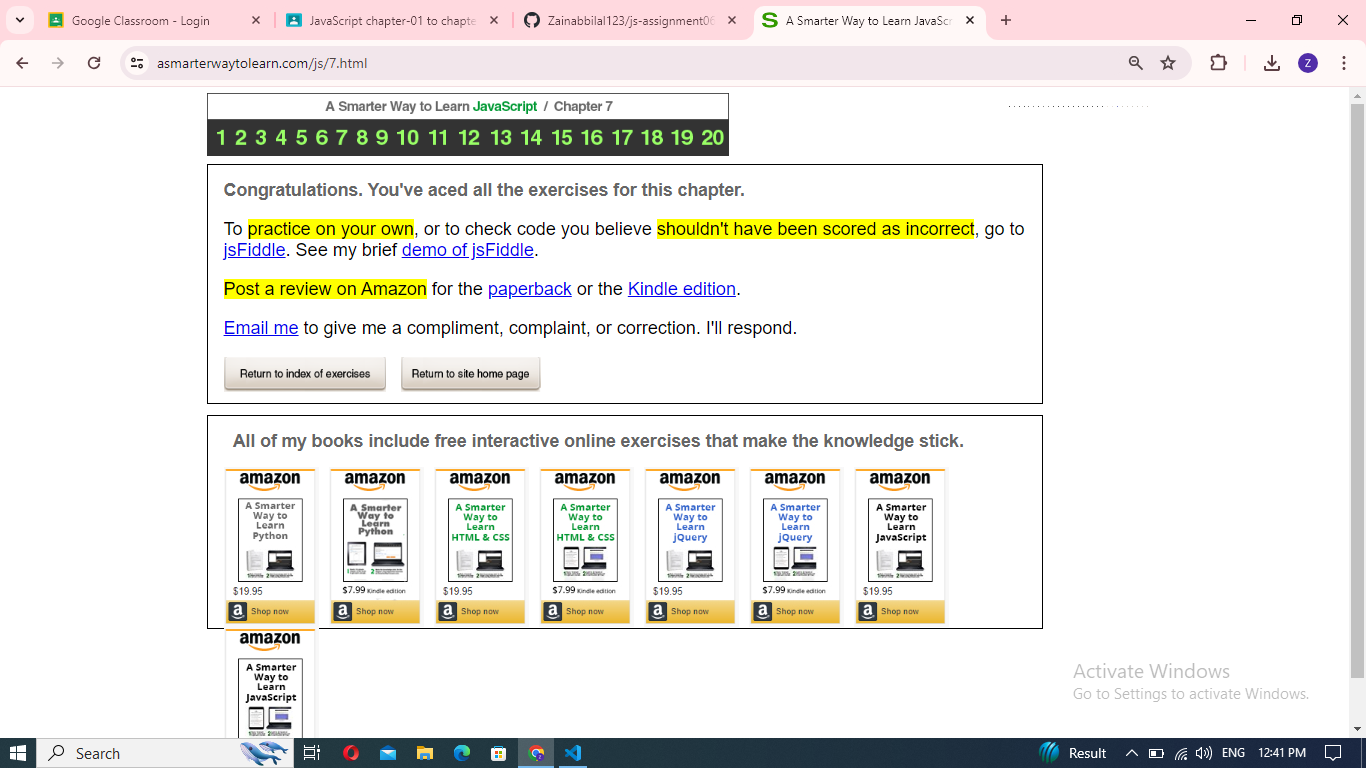 Google Classroom - Login
JavaScript chapter-01 to chapte
Zainabbilal123/js-assignment06
A Smarter Way to Learn JavaScr
asmarterwaytolearn.com/js/7.html
Z
A Smarter Way to Learn JavaScript / Chapter 7
1 2 3 4 5 6 7 8 9 10 11 12 13 14 15 16 17 18 19 20
Congratulations. You've aced all the exercises for this chapter.
To practice on your own, or to check code you believe shouldn't have been scored as incorrect, go to
jsFiddle. See my brief demo of jsFiddle.
Post a review on Amazon for the paperback or the Kindle edition.
Email me to give me a compliment, complaint, or correction. I'll respond.
Return to index of exercises
Return to site home page
All of my books include free interactive online exercises that make the knowledge stick.
amazon
A Smarter
Way to
Learn
Python
$19.95
Shop now
amazon
A Smarter
Way to
Learn
Python
$7.99 Kindle edition
Shop now
amazon
A Smarter
Way to
Learn
HTML & CSS
$19.95
Shop now
amazon
A Smarter
Way to
Learn
HTML & CSS
$7.99 Kindle edition
Shop now
amazon
A Smarter
Way to
Learn
jQuery
$19.95
Shop now
amazon
A Smarter
Way to
Learn
jQuery
$7.99 Kindle edition
Shop now
amazon
A Smarter
Way to
Learn
JavaScript
$19.95
Shop now
amazon
A Smarter
Way to
Learn
JavaScript
Activate Windows
Go to Settings to activate Windows.
Search
Result
ENG
12:41 PM